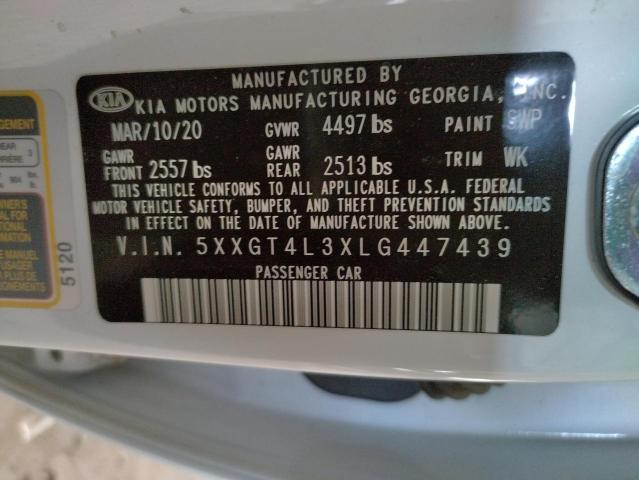 MANUFACTURED BY
KIA KIA MOTORS MANUFACTURING GEORGIA, INC.
MAR/10/20 GVWR 4497 lbs PAINT SWP
GAWR FRONT 2557 lbs GAWR REAR 2513 lbs TRIM WK
THIS VEHICLE CONFORMS TO ALL APPLICABLE U.S.A. FEDERAL
MOTOR VEHICLE SAFETY, BUMPER, AND THEFT PREVENTION STANDARDS
IN EFFECT ON THE DATE OF MANUFACTURE SHOWN ABOVE.
V.I.N. 5XXGT4L3XLG447439
PASSENGER CAR
5120